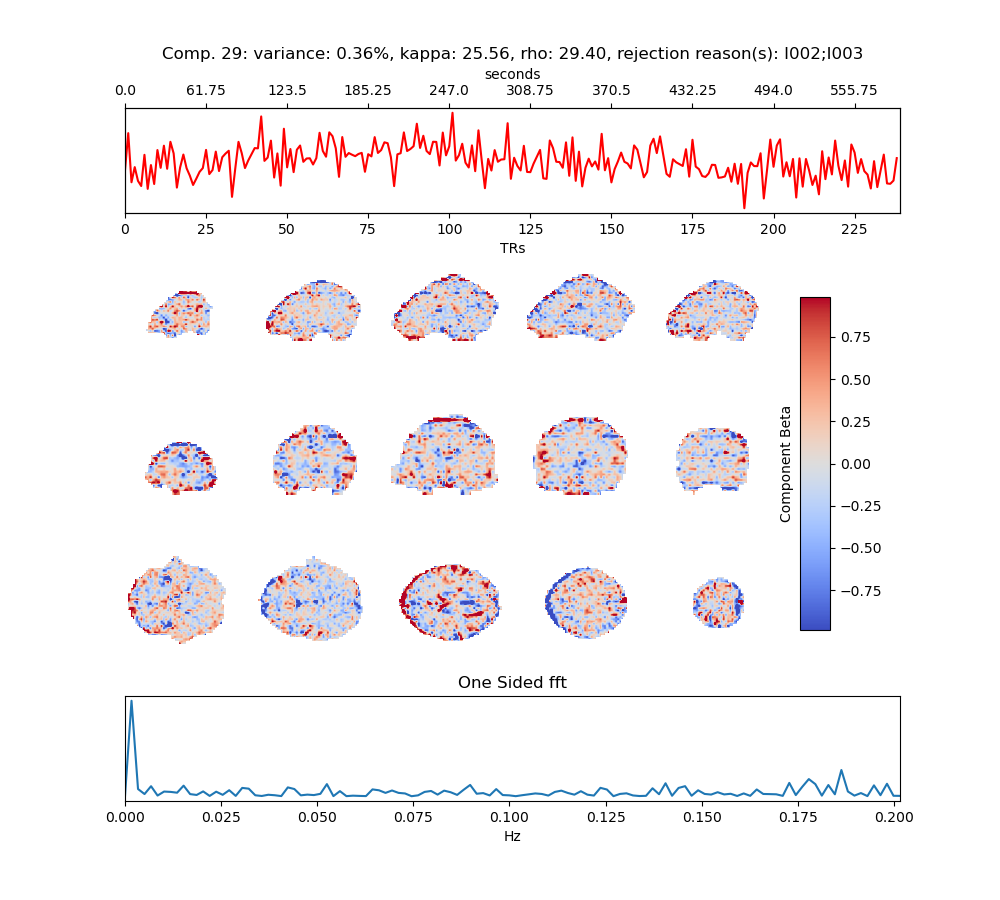 Comp. 29: variance: 0.36%, kappa: 25.56, rho: 29.40, rejection reason(s): I002;I003
seconds
0.0 61.75 123.5 185.25 247.0 308.75 370.5 432.25 494.0 555.75
0 25 50 75 100 125 150 175 200 225
TRs
0.75
0.50
0.25
0.00
−0.25
−0.50
−0.75
Component Beta
One Sided fft
0.000 0.025 0.050 0.075 0.100 0.125 0.150 0.175 0.200
Hz